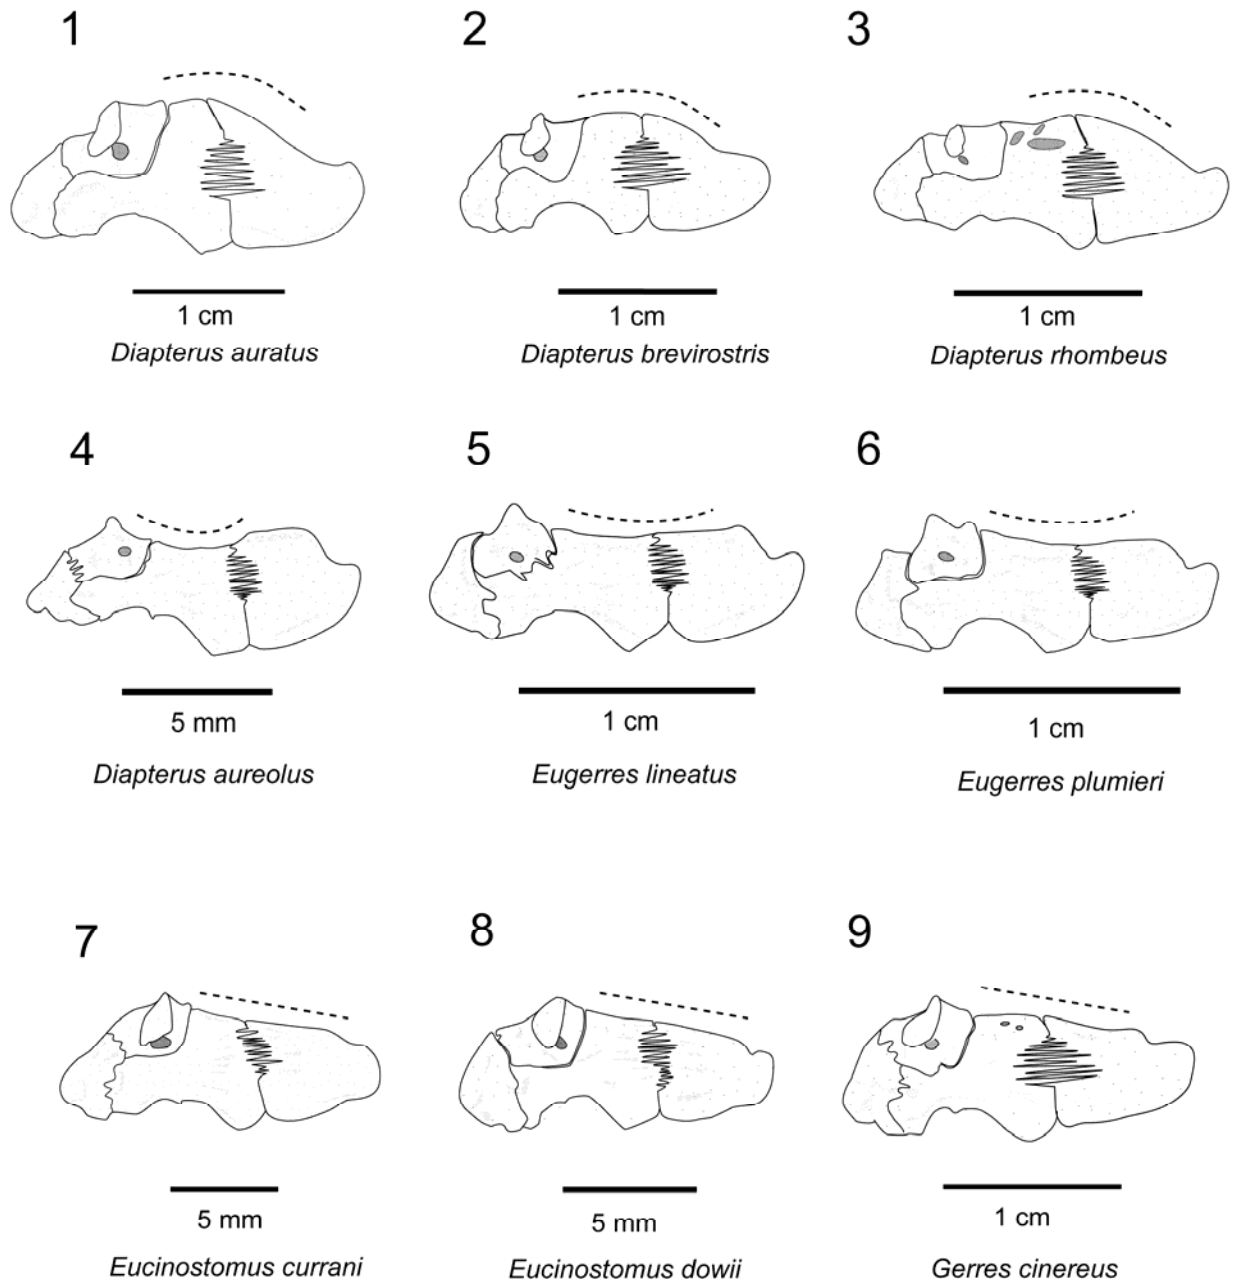 1
2
3
1 cm
1 cm
1 cm
Diapterus auratus
Diapterus brevirostris
Diapterus rhombeus
4
5
6
5 mm
1 cm
1 cm
Diapterus aureolus
Eugerres lineatus
Eugerres plumieri
7
8
9
5 mm
5 mm
1 cm
Eucinostomus currani
Eucinostomus dowii
Gerres cinereus